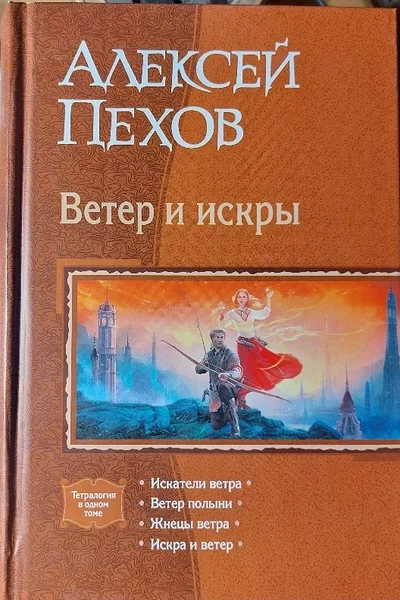 Алексей
Пехов
Ветер и искры
Тетралогия
в одном
томе
• Искатели ветра •
• Ветер полыни •
• Жнецы ветра •
• Искра и ветер •